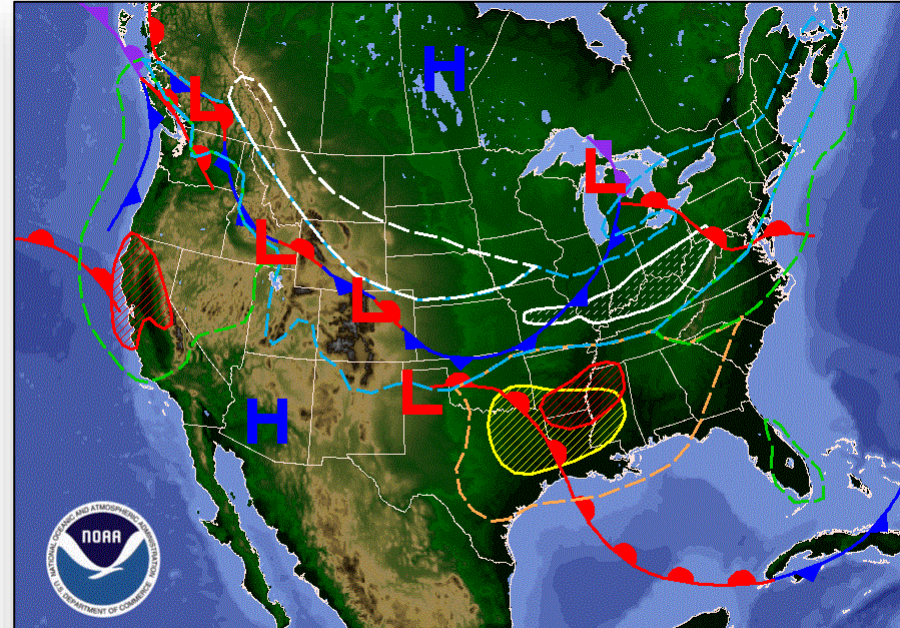 H
L
L
L
L
L
H
NATIONAL OCEANIC AND ATMOSPHERIC ADMINISTRATION
NOAA
U.S. DEPARTMENT OF COMMERCE